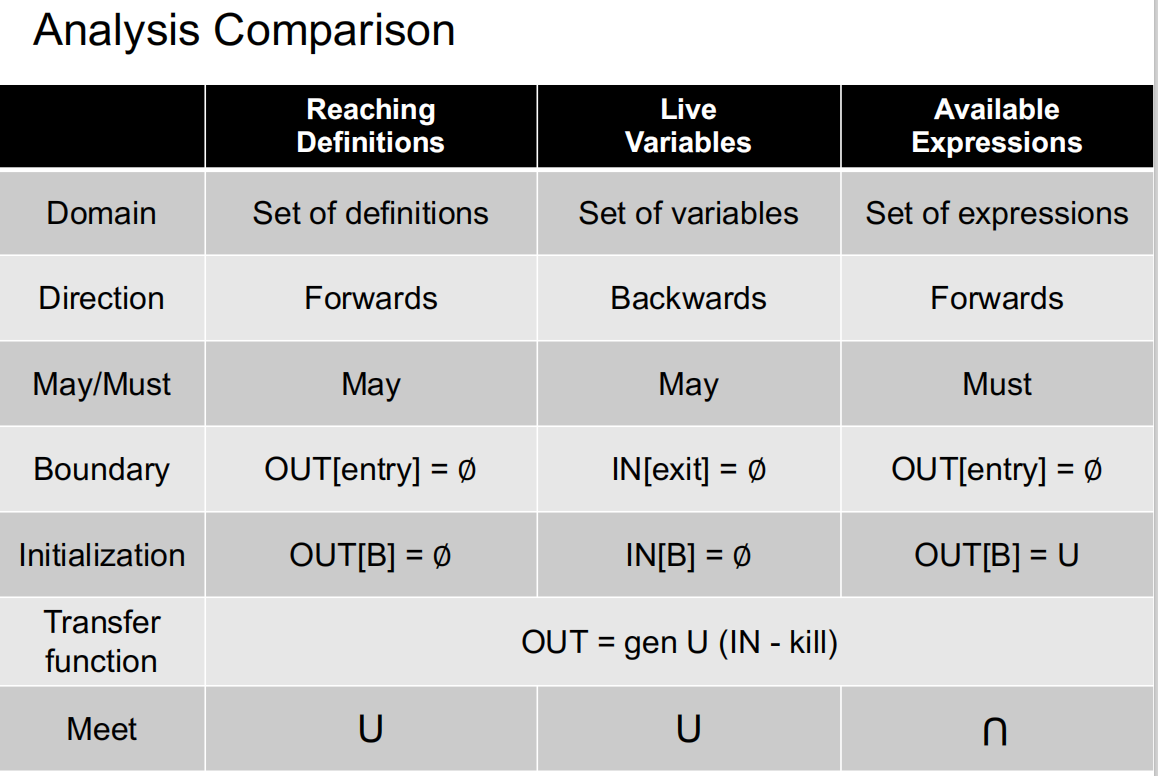 Analysis Comparison
Reaching
Definitions
Live
Variables
Available
Expressions
Domain
Set of definitions
Set of variables
Set of expressions
Direction
Forwards
Backwards
Forwards
May/Must
May
May
Must
Boundary
OUT[entry] = ∅
IN[exit] = ∅
OUT[entry] = ∅
Initialization
OUT[B] = ∅
IN[B] = ∅
OUT[B] = U
Transfer
function
OUT = gen U (IN - kill)
Meet
∪
∪
∩